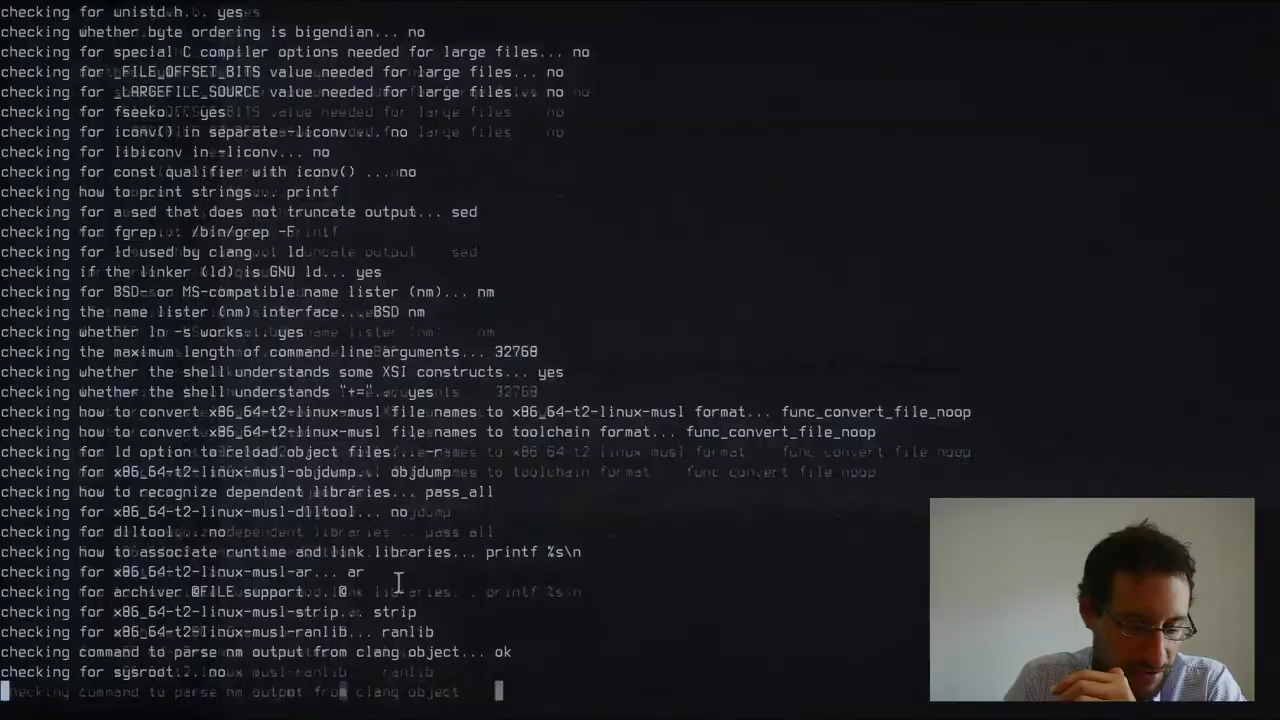 checking for unistd.h... yes
checking whether byte ordering is bigendian... no
checking for special C compiler options needed for large files... no
checking for _FILE_OFFSET_BITS value needed for large files... no
checking for _LARGEFILE_SOURCE value needed for large files... no
checking for fseeko... yes
checking for iconv() in separate -liconv ... no
checking for libiconv in -liconv... no
checking for const qualifier with iconv() ... no
checking how to print strings... printf
checking for a sed that does not truncate output... sed
checking for fgrep... /bin/grep -F
checking for ld used by clang... ld
checking if the linker (ld) is GNU ld... yes
checking for BSD- or MS-compatible name lister (nm)... nm
checking the name lister (nm) interface... BSD nm
checking whether ln -s works... yes
checking the maximum length of command line arguments... 32768
checking whether the shell understands some XSI constructs... yes
checking whether the shell understands "+="... yes
checking how to convert x86_64-t2-linux-musl file names to x86_64-t2-linux-musl format... func_convert_file_noop
checking how to convert x86_64-t2-linux-musl file names to toolchain format... func_convert_file_noop
checking for ld option to reload object files... -r
checking for x86_64-t2-linux-musl-objdump... objdump
checking how to recognize dependent libraries... pass_all
checking for x86_64-t2-linux-musl-dlltool... no
checking for dlltool... no
checking how to associate runtime and link libraries... printf %s\n
checking for x86_64-t2-linux-musl-ar... ar
checking for archiver @FILE support... @
checking for x86_64-t2-linux-musl-strip... strip
checking for x86_64-t2-linux-musl-ranlib... ranlib
checking command to parse nm output from clang object... ok
checking for sysroot... no